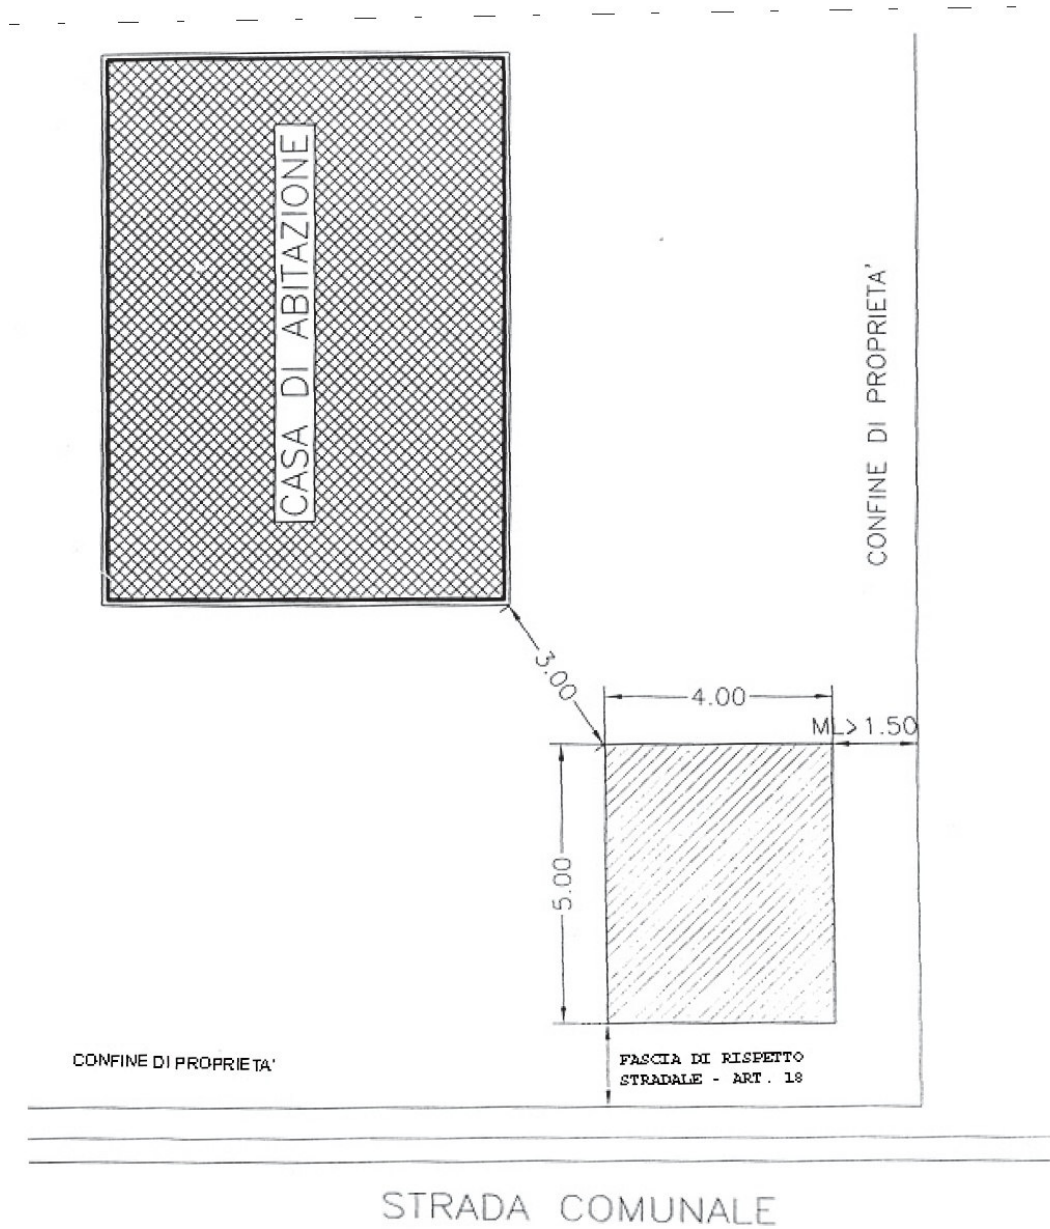 CASA DI ABITAZIONE
CONFINE DI PROPRIETA'
3.00
4.00
ML>1.50
5.00
CONFINE DI PROPRIETA'
FASCIA DI RISPETTO
STRADALE - ART. 18
STRADA COMUNALE